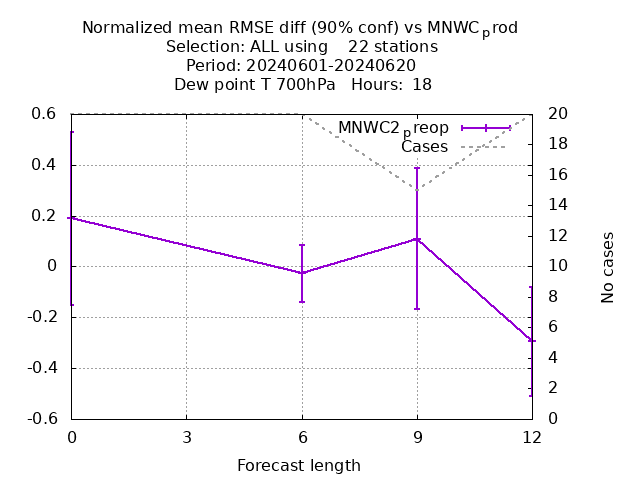 Normalized mean RMSE diff (90% conf) vs MNWCprod
Selection: ALL using    22 stations
Period: 20240601-20240620
Dew point T 700hPa   Hours: 18
0.6
0.4
0.2
0
-0.2
-0.4
-0.6
20
18
16
14
12
10
8
6
4
2
0
MNWC2preop
Cases
No cases
0 3 6 9 12
Forecast length